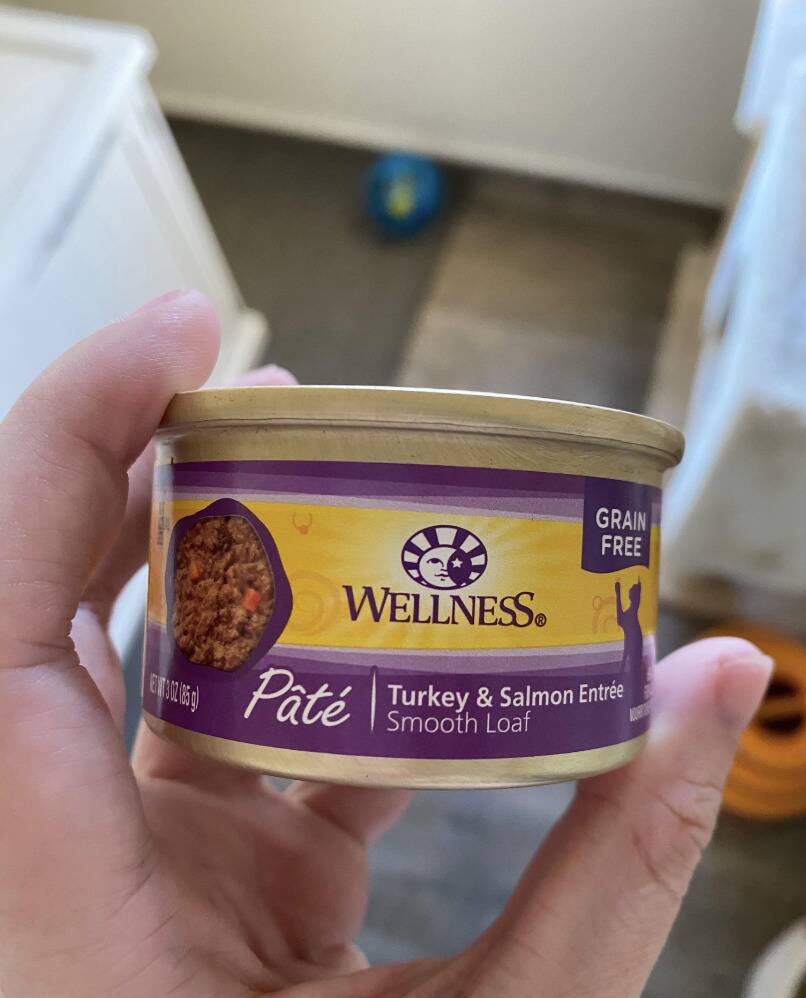 GRAIN
FREE
WELLNESS®
NET WT 3 OZ (85 g)
Pâté
Turkey & Salmon Entrée
Smooth Loaf